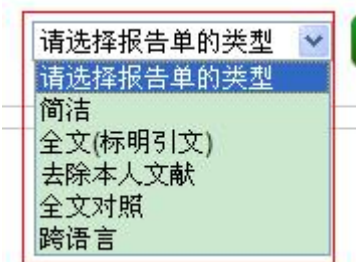 请选择报告单的类型
请选择报告单的类型
简洁
全文(标明引文)
去除本人文献
全文对照
跨语言